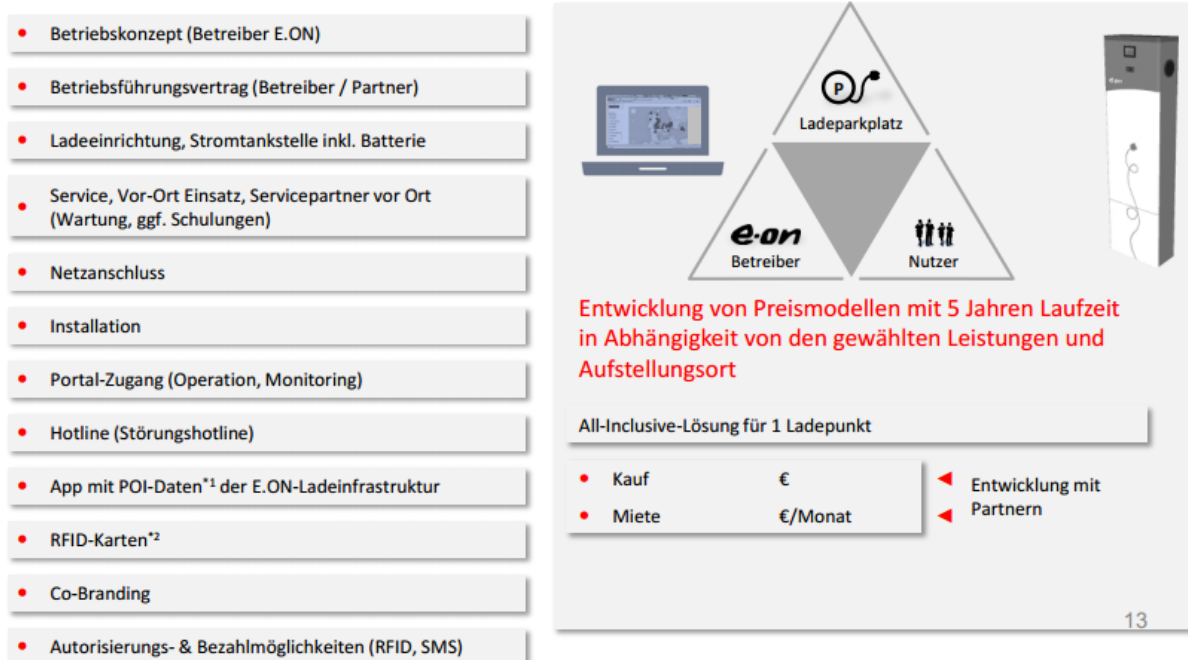 Betriebskonzept (Betreiber E.ON)
Betriebsführungsvertrag (Betreiber / Partner)
Ladeeinrichtung, Stromtankstelle inkl. Batterie
Service, Vor-Ort Einsatz, Servicepartner vor Ort
(Wartung, ggf. Schulungen)
Netzanschluss
Installation
Portal-Zugang (Operation, Monitoring)
Hotline (Störungshotline)
App mit POI-Daten*1 der E.ON-Ladeinfrastruktur
RFID-Karten*2
Co-Branding
Autorisierungs- & Bezahlmöglichkeiten (RFID, SMS)
P
Ladeparkplatz
e·on
Betreiber
Nutzer
e·on
Entwicklung von Preismodellen mit 5 Jahren Laufzeit
in Abhängigkeit von den gewählten Leistungen und
Aufstellungsort
All-Inclusive-Lösung für 1 Ladepunkt
Kauf €
Miete €/Monat
Entwicklung mit
Partnern
13